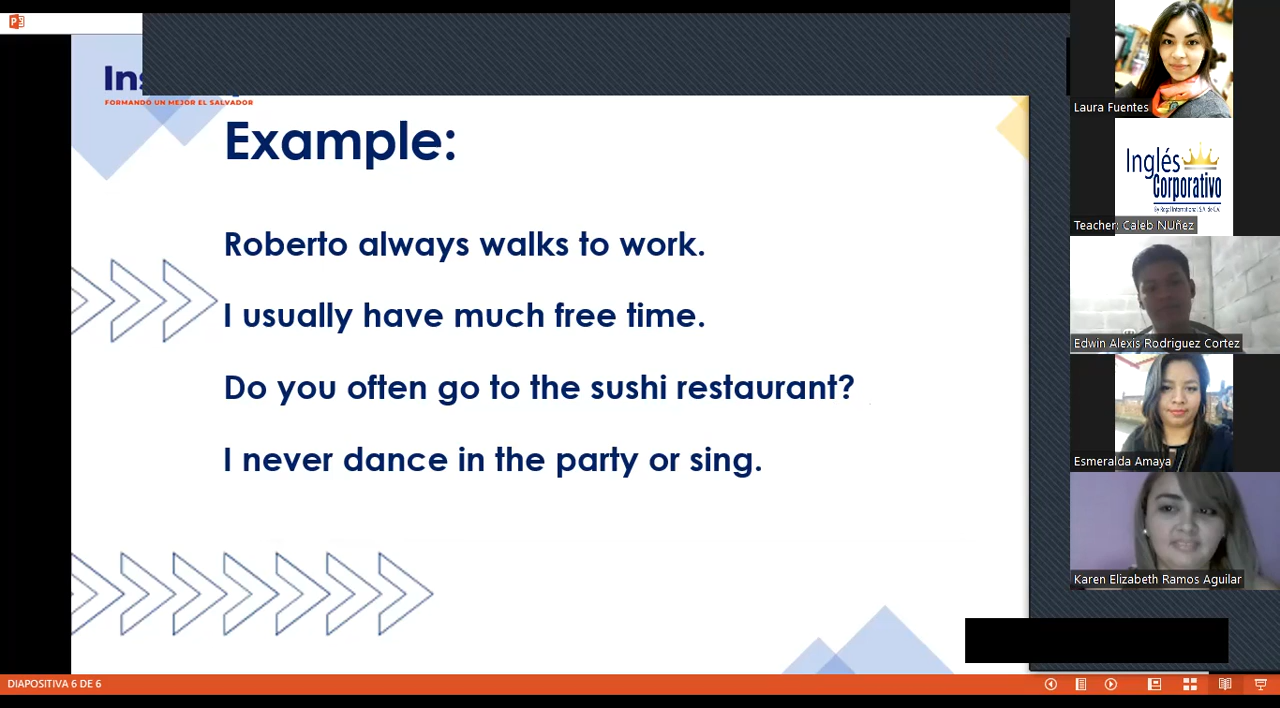 FORMANDO UN MEJOR EL SALVADOR
Example:
Roberto always walks to work.
I usually have much free time.
Do you often go to the sushi restaurant?
I never dance in the party or sing.
DIAPOSITIVA 6 DE 6
Laura Fuentes
Inglés
Corporativo
Teacher: Caleb NUñez
Edwin Alexis Rodriguez Cortez
Esmeralda Amaya
Karen Elizabeth Ramos Aguilar